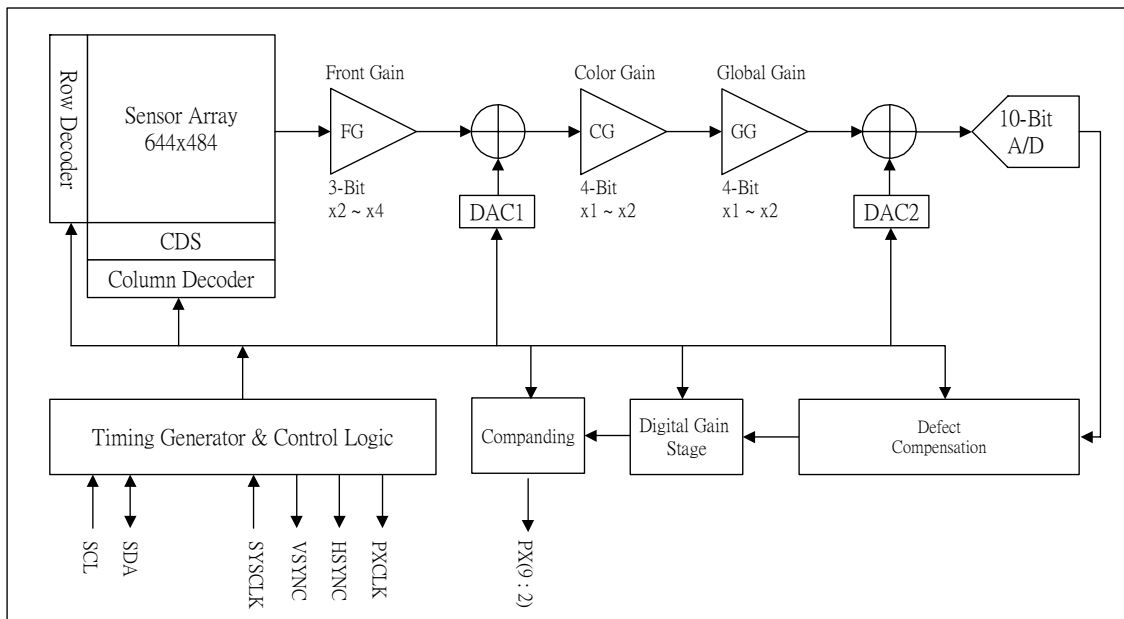 Row Decoder
Sensor Array
644x484
CDS
Column Decoder
Front Gain
FG
3-Bit
x2 ~ x4
DAC1
Color Gain
CG
4-Bit
x1 ~ x2
Global Gain
GG
4-Bit
x1 ~ x2
DAC2
10-Bit
A/D
Timing Generator & Control Logic
Companding
Digital Gain
Stage
Defect
Compensation
SCL
SDA
SYSCLK
VSYNC
HSYNC
PXCLK
PX(9 : 2)